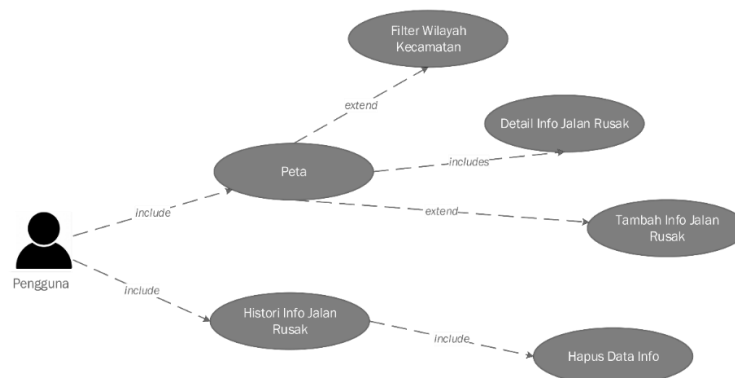 Filter Wilayah
Kecamatan
extend
Detail Info Jalan Rusak
Peta
includes
include
extend
Tambah Info Jalan
Rusak
Pengguna
include
Histori Info Jalan
Rusak
include
Hapus Data Info